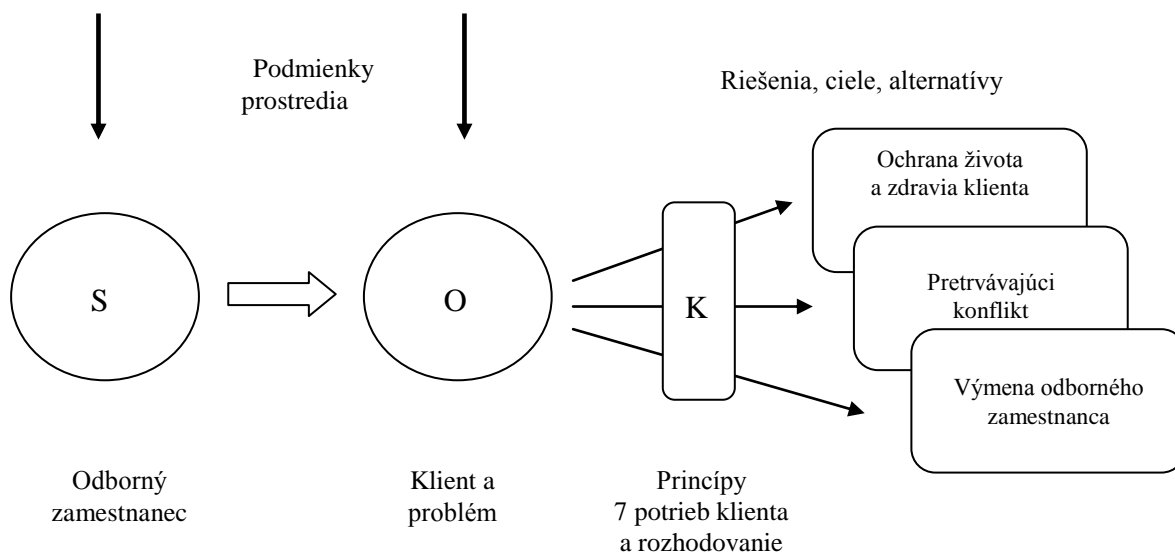 Podmienky
prostredia
Riešenia, ciele, alternatívy
Ochrana života
a zdravia klienta
S
O
K
Pretrvávajúci
konflikt
Výmena odborného
zamestnanca
Odborný
zamestnanec
Klient a
problém
Princípy
7 potrieb klienta
a rozhodovanie